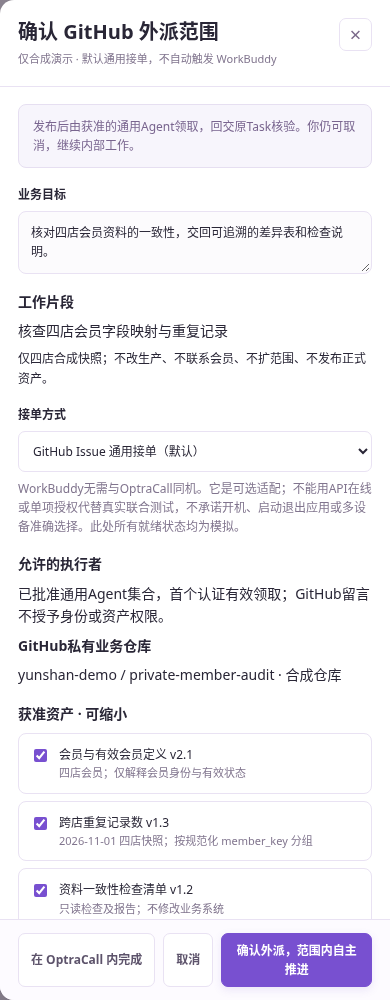 确认 GitHub 外派范围
仅合成演示 · 默认通用接单，不自动触发 WorkBuddy
发布后由获准的通用Agent领取，回交原Task核验。你仍可取
消，继续内部工作。
业务目标
核对四店会员资料的一致性，交回可追溯的差异表和检查说
明。
工作片段
核查四店会员字段映射与重复记录
仅四店合成快照；不改生产、不联系会员、不扩范围、不发布正式
资产。
接单方式
GitHub Issue 通用接单（默认）
WorkBuddy无需与OptraCall同机。它是可选适配；不能用API在线
或单项授权代替真实联合测试，不承诺开机、启动退出应用或多设
备准确选择。此处所有就绪状态均为模拟。
允许的执行者
已批准通用Agent集合，首个认证有效领取；GitHub留言
不授予身份或资产权限。
GitHub私有业务仓库
yunshan-demo / private-member-audit · 合成仓库
获准资产 · 可缩小
会员与有效会员定义 v2.1
四店会员；仅解释会员身份与有效状态
跨店重复记录数 v1.3
2026-11-01 四店快照；按规范化 member_key 分组
资料一致性检查清单 v1.2
只读检查及报告；不修改业务系统
在 OptraCall 内完成
取消
确认外派，范围内自主
推进